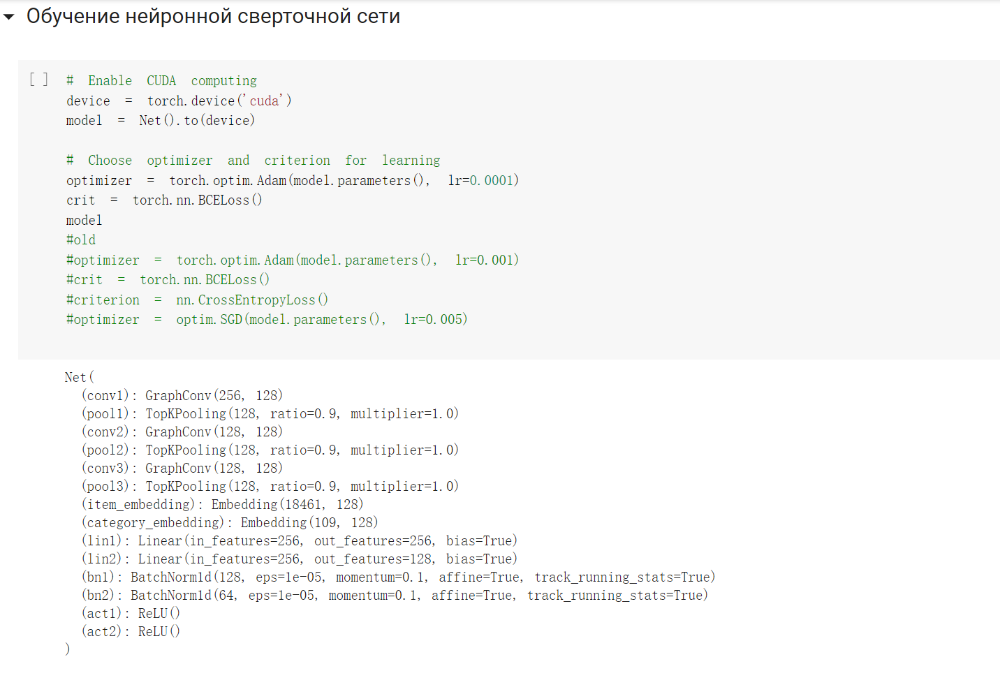 Обучение нейронной сверточной сети
[ ] # Enable CUDA computing
device = torch.device('cuda')
model = Net().to(device)
# Choose optimizer and criterion for learning
optimizer = torch.optim.Adam(model.parameters(), lr=0.0001)
crit = torch.nn.BCELoss()
model
#old
#optimizer = torch.optim.Adam(model.parameters(), lr=0.001)
#crit = torch.nn.BCELoss()
#criterion = nn.CrossEntropyLoss()
#optimizer = optim.SGD(model.parameters(), lr=0.005)
Net(
(conv1): GraphConv(256, 128)
(pool1): TopKPooling(128, ratio=0.9, multiplier=1.0)
(conv2): GraphConv(128, 128)
(pool2): TopKPooling(128, ratio=0.9, multiplier=1.0)
(conv3): GraphConv(128, 128)
(pool3): TopKPooling(128, ratio=0.9, multiplier=1.0)
(item_embedding): Embedding(18461, 128)
(category_embedding): Embedding(109, 128)
(lin1): Linear(in_features=256, out_features=256, bias=True)
(lin2): Linear(in_features=256, out_features=128, bias=True)
(bn1): BatchNorm1d(128, eps=1e-05, momentum=0.1, affine=True, track_running_stats=True)
(bn2): BatchNorm1d(64, eps=1e-05, momentum=0.1, affine=True, track_running_stats=True)
(act1): ReLU()
(act2): ReLU()
)